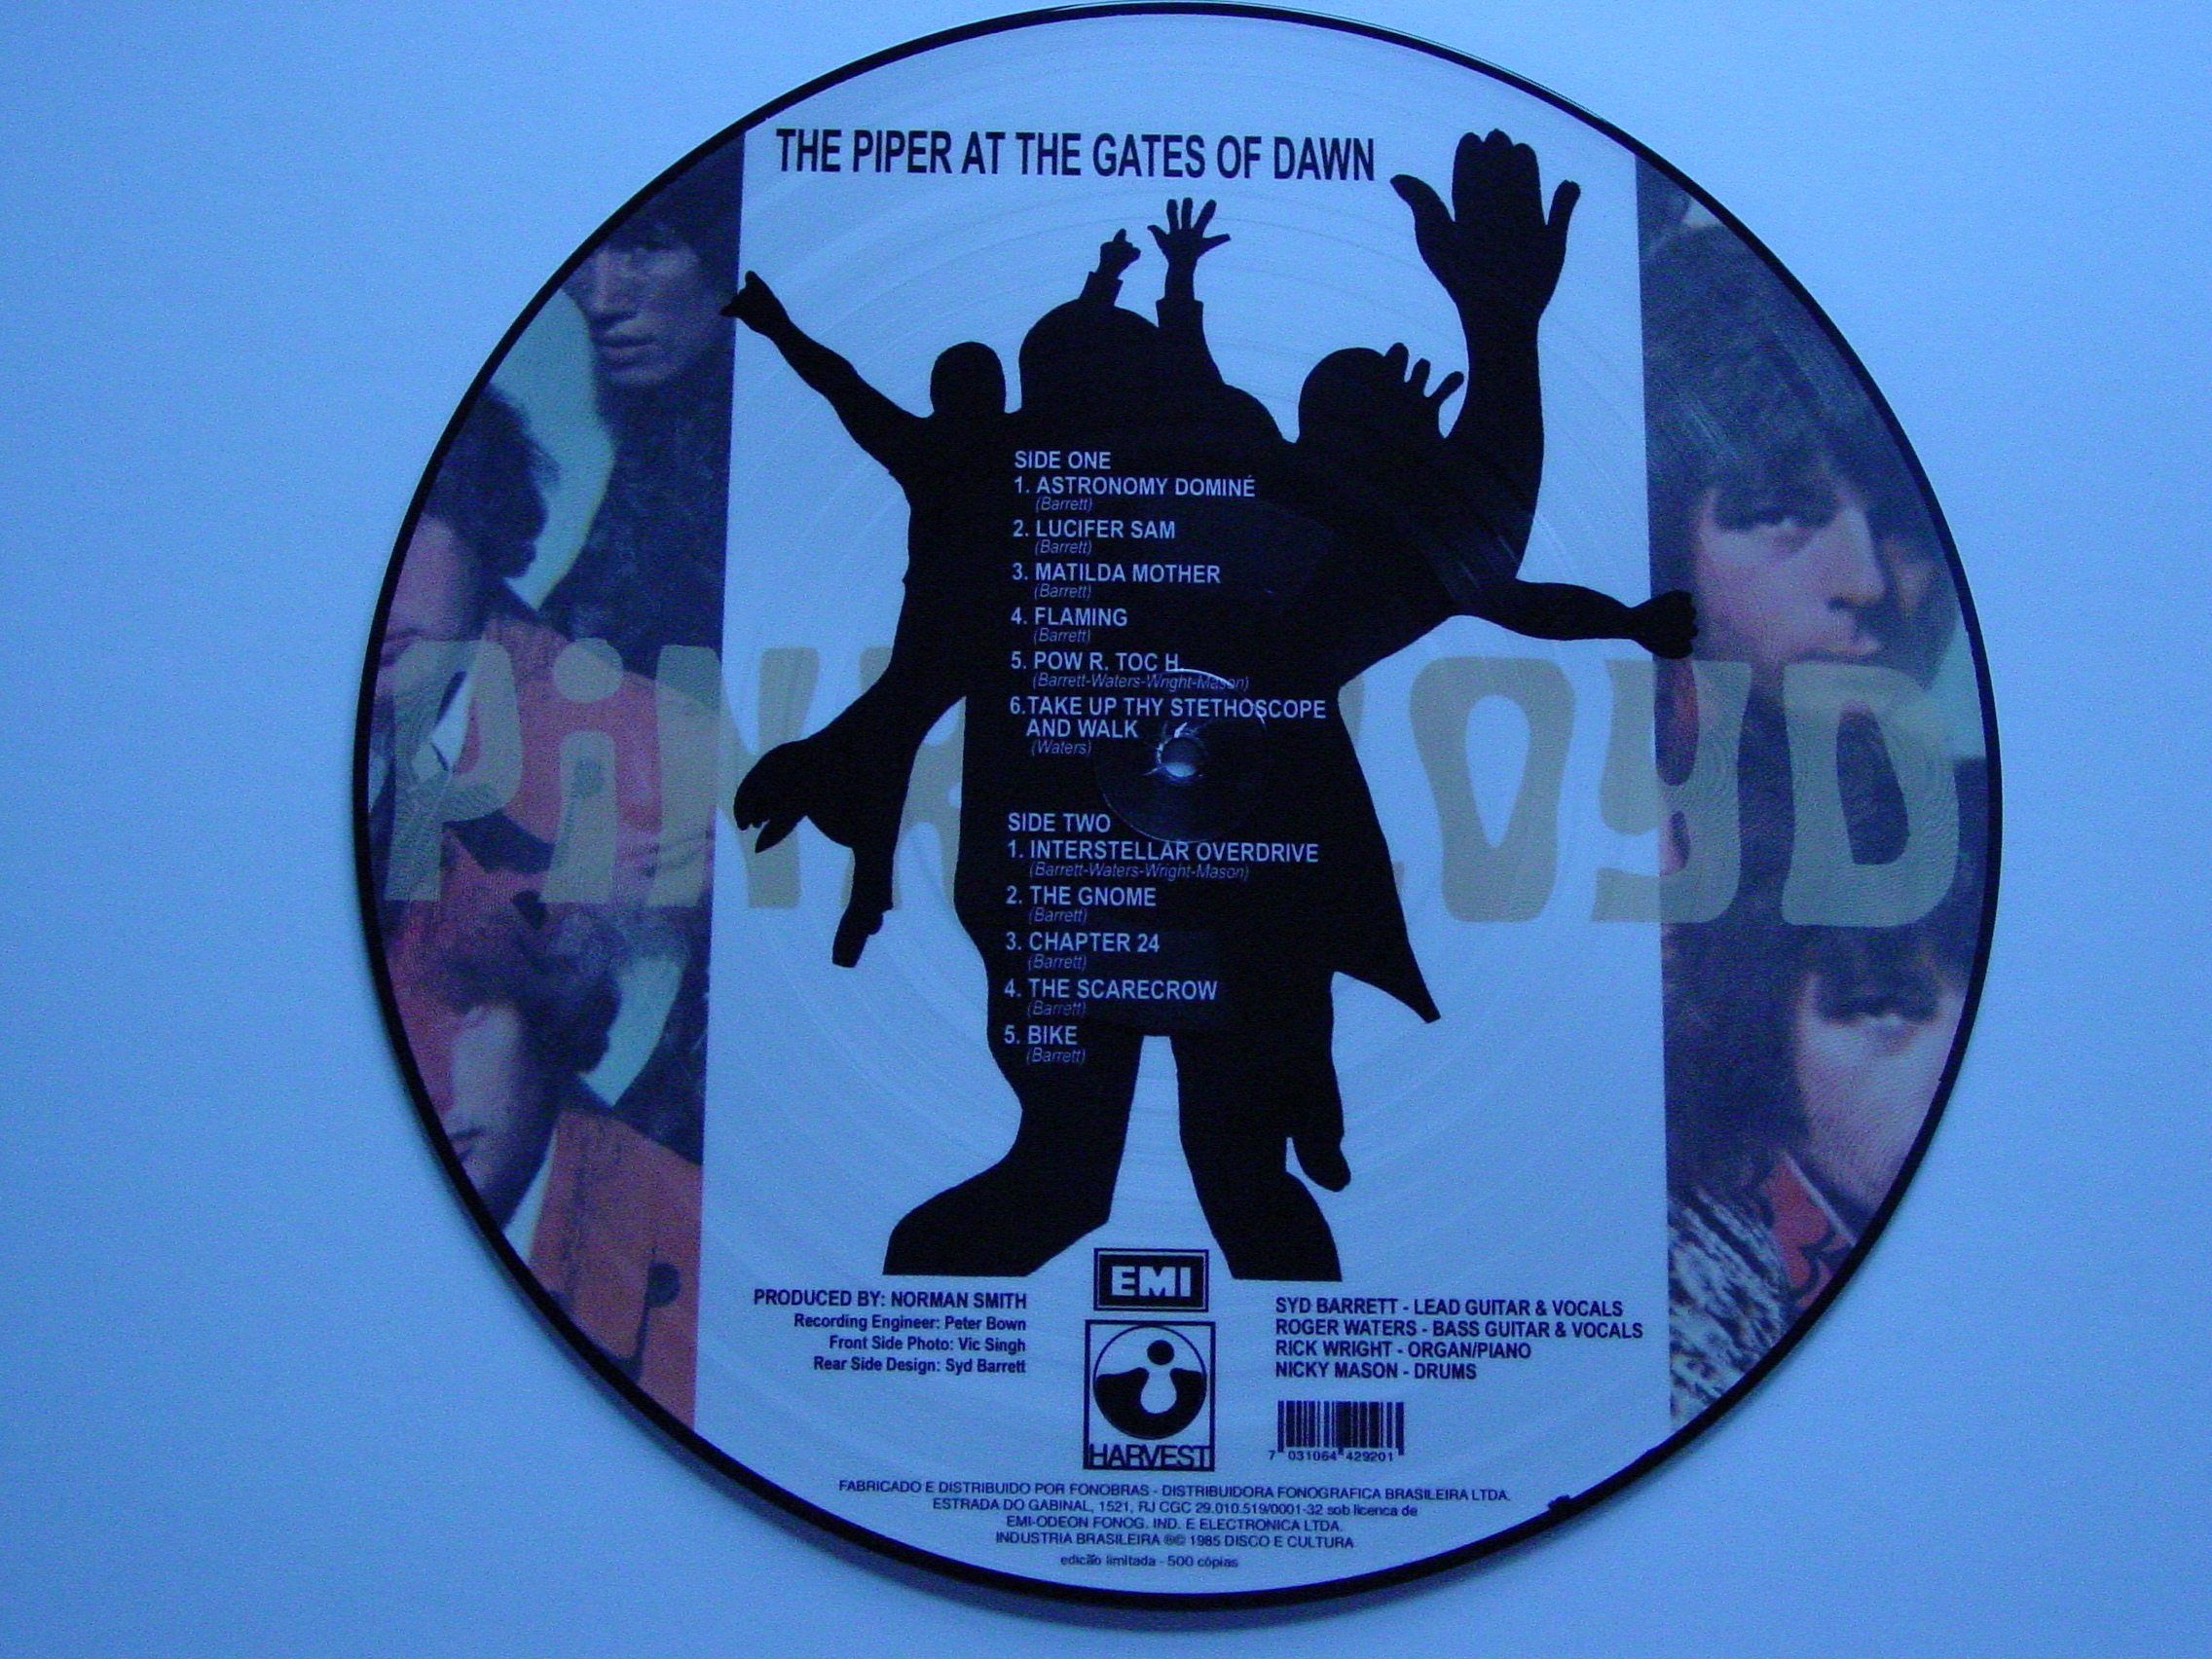 THE PIPER AT THE GATES OF DAWN
SIDE ONE
1. ASTRONOMY DOMINÉ
(Barrett)
2. LUCIFER SAM
(Barrett)
3. MATILDA MOTHER
(Barrett)
4. FLAMING
(Barrett)
5. POW R. TOC H.
(Barrett-Waters-Wright-Mason)
6.TAKE UP THY STETHOSCOPE
AND WALK
(Waters)
PiNK LOYD
SIDE TWO
1. INTERSTELLAR OVERDRIVE
(Barrett-Waters-Wright-Mason)
2. THE GNOME
(Barrett)
3. CHAPTER 24
(Barrett)
4. THE SCARECROW
(Barrett)
5. BIKE
(Barrett)
PRODUCED BY: NORMAN SMITH
Recording Engineer: Peter Bown
Front Side Photo: Vic Singh
Rear Side Design: Syd Barrett
EMI
HARVEST
SYD BARRETT - LEAD GUITAR & VOCALS
ROGER WATERS - BASS GUITAR & VOCALS
RICK WRIGHT - ORGAN/PIANO
NICKY MASON - DRUMS
7 031064 429201
FABRICADO E DISTRIBUIDO POR FONOBRAS - DISTRIBUIDORA FONOGRAFICA BRASILEIRA LTDA.
ESTRADA DO GABINAL, 1521, RJ CGC 29.010.519/0001-32 sob licenca de
EMI-ODEON FONOG. IND. E ELECTRONICA LTDA.
INDUSTRIA BRASILEIRA ®© 1985 DISCO E CULTURA
edicão limitada - 500 cópias